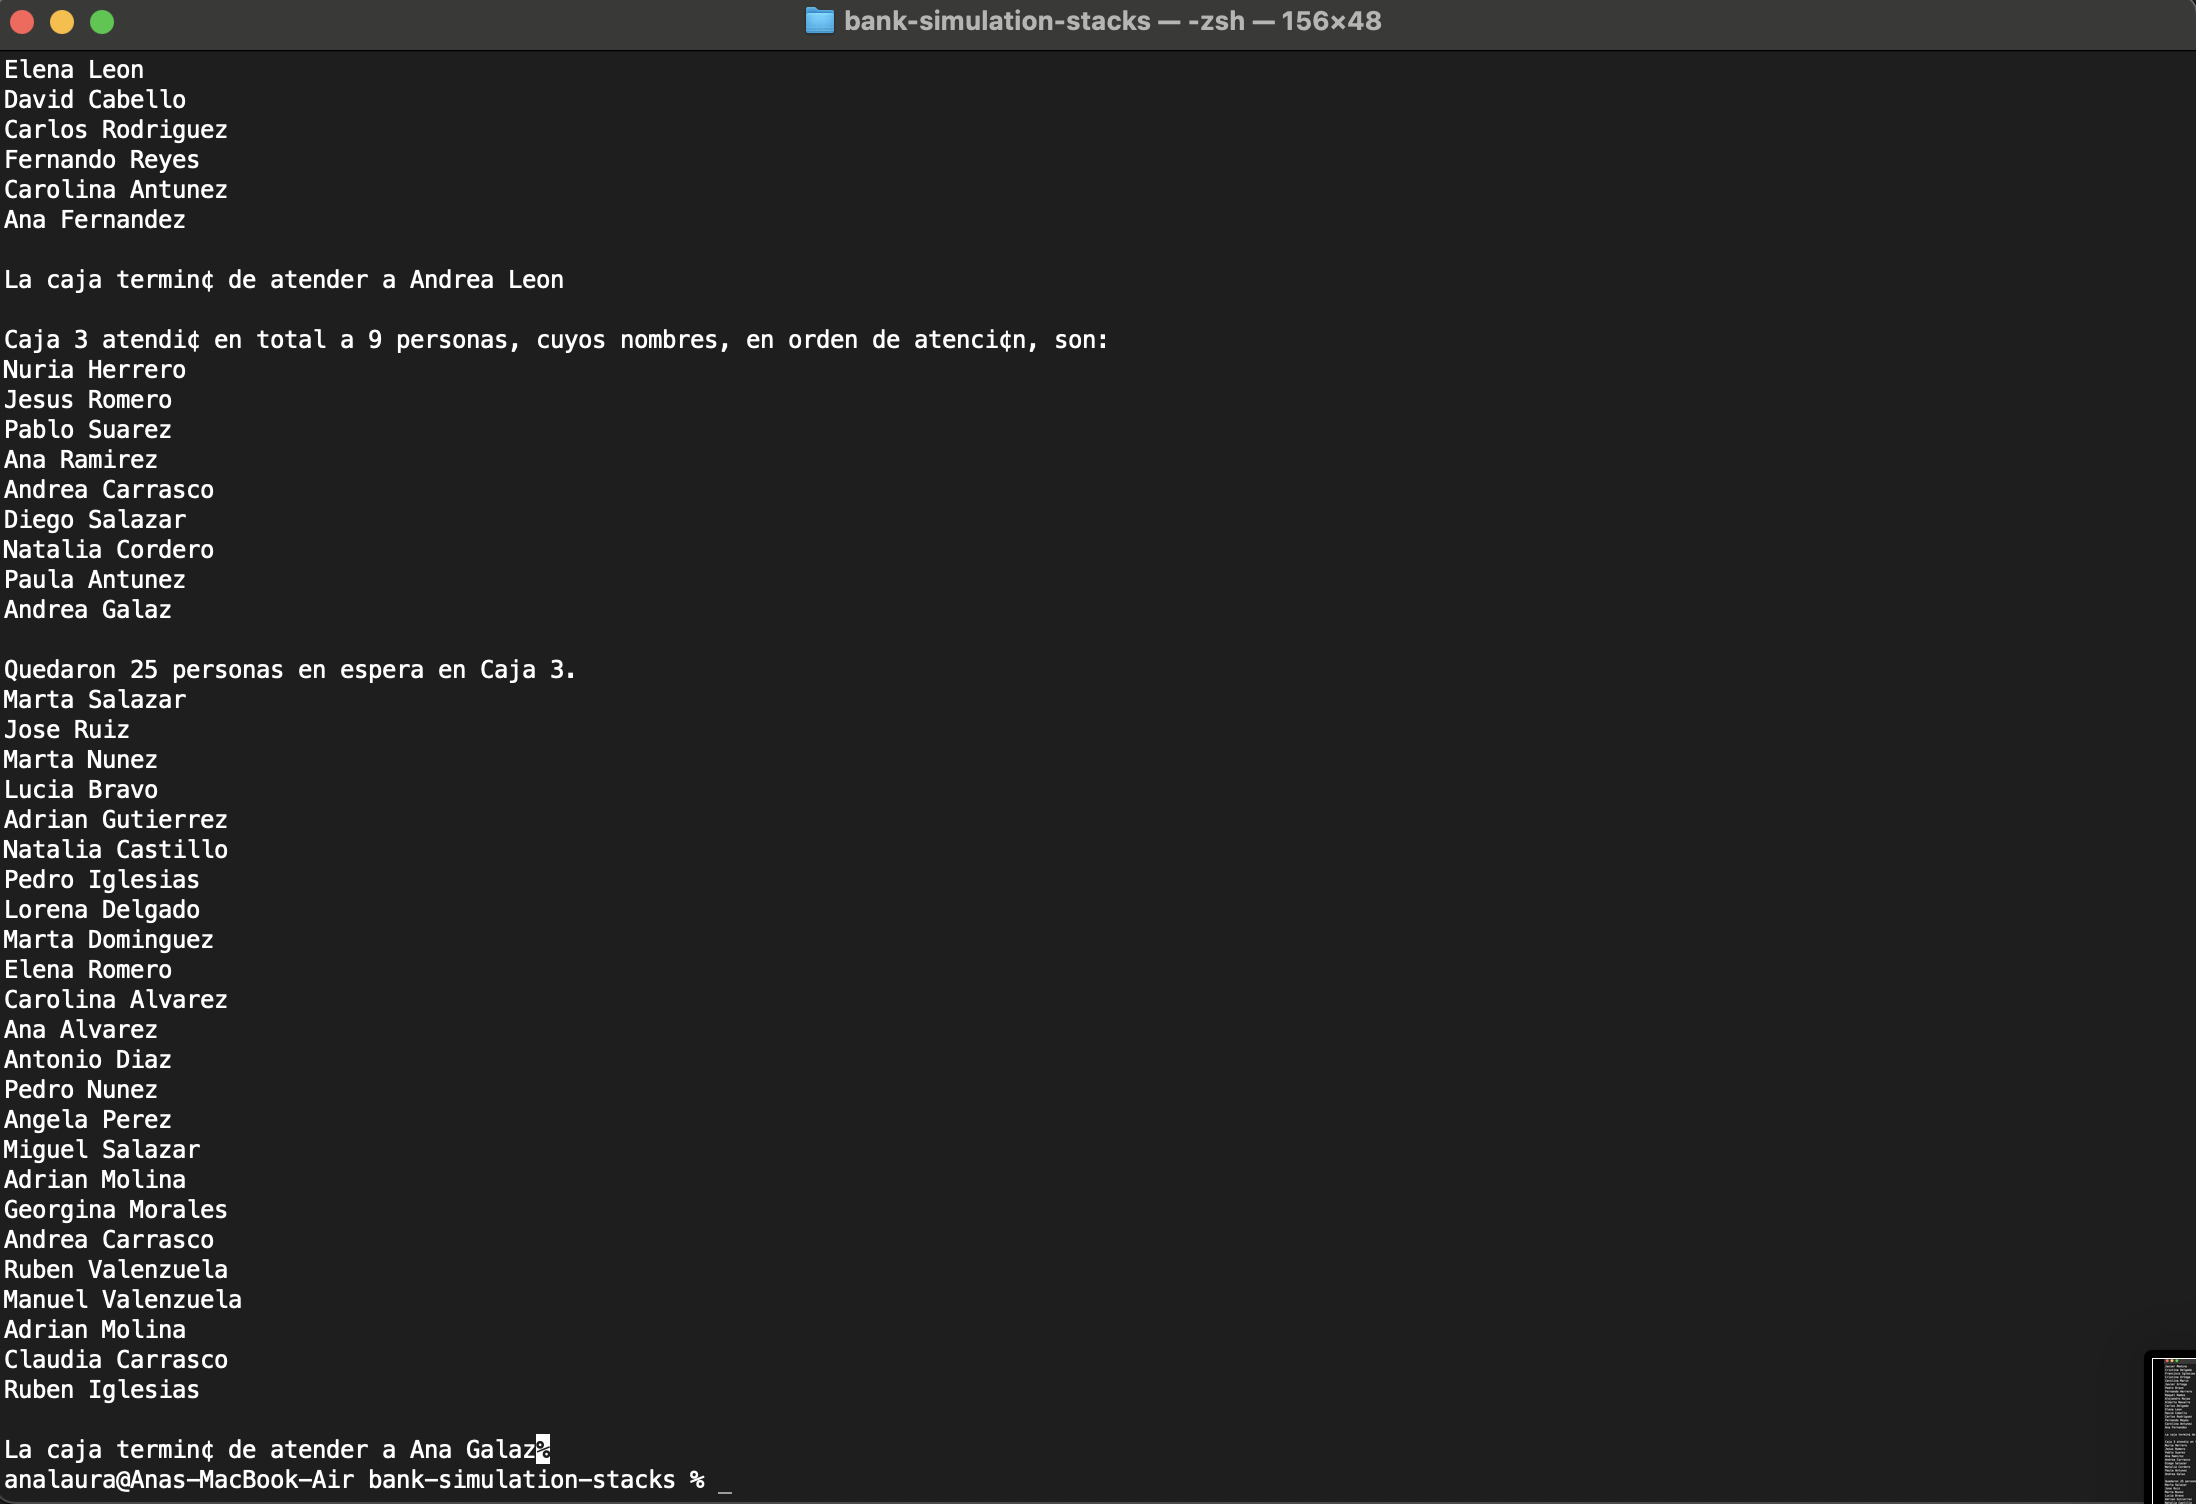 bank-simulation-stacks — -zsh — 156×48
Elena Leon
David Cabello
Carlos Rodriguez
Fernando Reyes
Carolina Antunez
Ana Fernandez
La caja termin¢ de atender a Andrea Leon
Caja 3 atendi¢ en total a 9 personas, cuyos nombres, en orden de atenci¢n, son:
Nuria Herrero
Jesus Romero
Pablo Suarez
Ana Ramirez
Andrea Carrasco
Diego Salazar
Natalia Cordero
Paula Antunez
Andrea Galaz
Quedaron 25 personas en espera en Caja 3.
Marta Salazar
Jose Ruiz
Marta Nunez
Lucia Bravo
Adrian Gutierrez
Natalia Castillo
Pedro Iglesias
Lorena Delgado
Marta Dominguez
Elena Romero
Carolina Alvarez
Ana Alvarez
Antonio Diaz
Pedro Nunez
Angela Perez
Miguel Salazar
Adrian Molina
Georgina Morales
Andrea Carrasco
Ruben Valenzuela
Manuel Valenzuela
Adrian Molina
Claudia Carrasco
Ruben Iglesias
La caja termin¢ de atender a Ana Galaz%
analaura@Anas-MacBook-Air bank-simulation-stacks % _